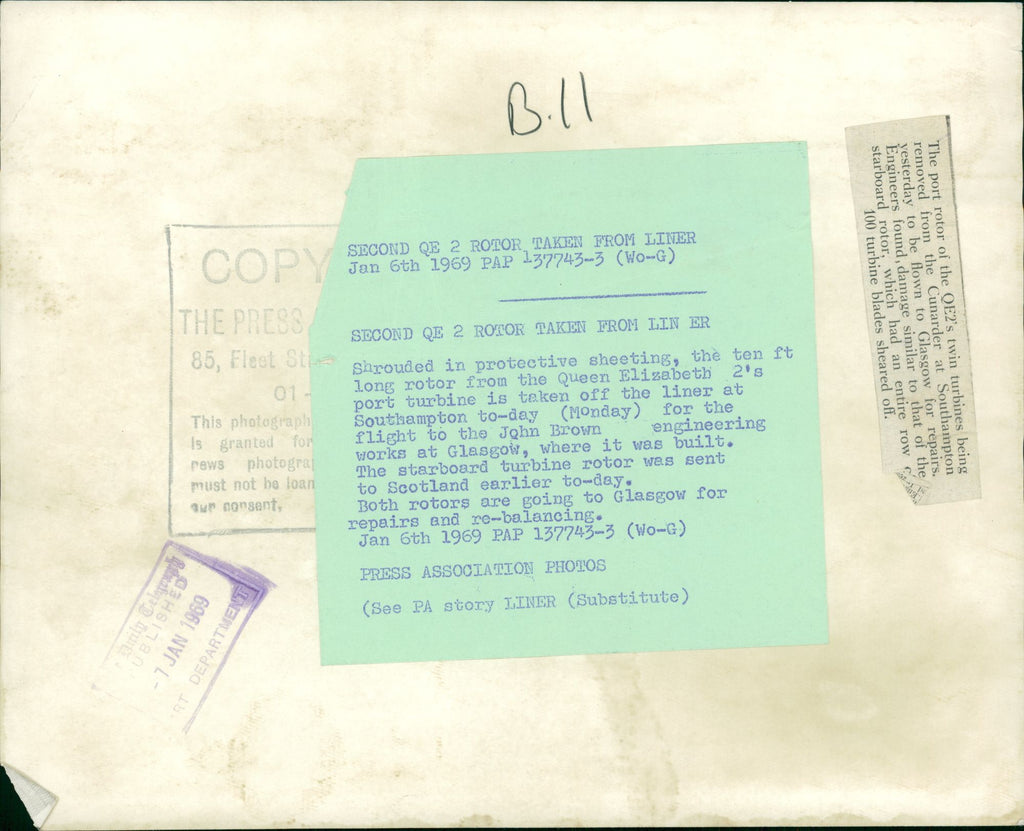 B.11
COPY
THE PRESS
85, Fleet
01-
This photograph
is granted for
news
must not be loan
our consent.
SECOND QE 2 ROTOR TAKEN FROM LINER
Jan 6th 1969 PAP 137743-3 (Wo-G)
SECOND QE 2 ROTOR TAKEN FROM LIN ER
Shrouded in protective sheeting, the ten ft
long rotor from the Queen Elizabeth 2's
port turbine is taken off the liner at
Southampton to-day (Monday) for the
flight to the John Brown engineering
works at Glasgow, where it was built.
The starboard turbine rotor was sent
to Scotland earlier to-day.
Both rotors are going to Glasgow for
repairs and re-balancing.
Jan 6th 1969 PAP 137743-3 (Wo-G)
PRESS ASSOCIATION PHOTOS
(See PA story LINER (Substitute)
Daily Telegraph
UBLISHED
-7 JAN 1969
RT DEPARTMENT
The port rotor of the QE2's twin turbines being
removed from the Cunarder at Southampton
yesterday to be flown to Glasgow for repairs.
Engineers found damage similar to that of the
starboard rotor, which had an entire row of
100 turbine blades sheared off.